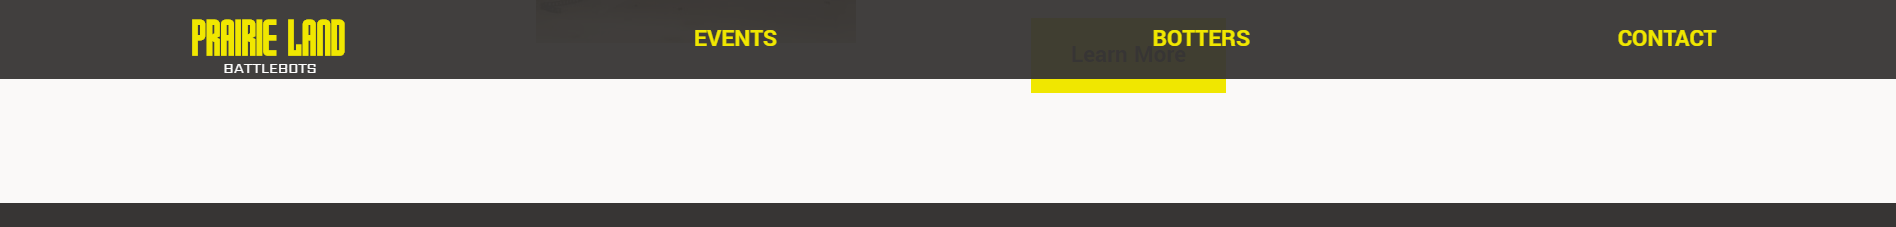 PRAIRIE LAND
BATTLEBOTS
EVENTS
Learn More
BOTTERS
CONTACT